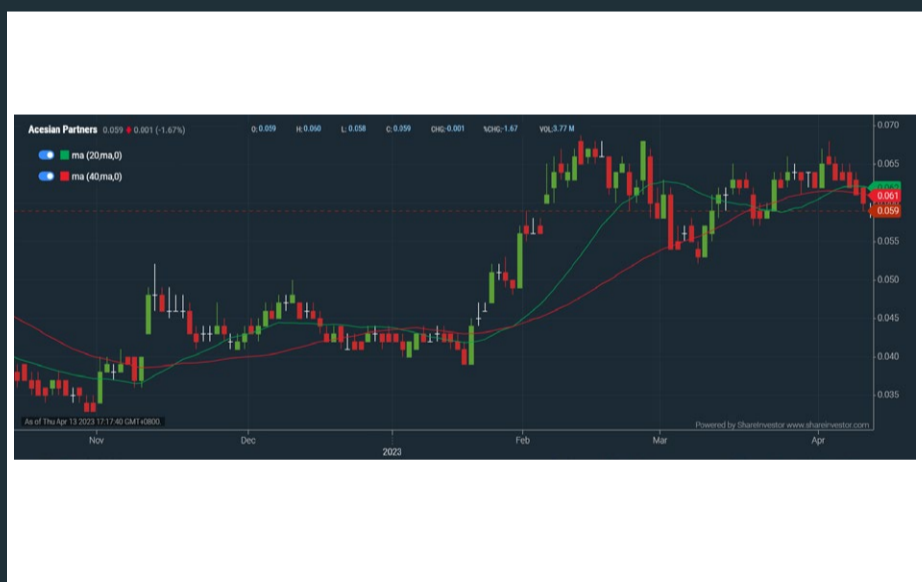 Acesian Partners 0.059 0.001 (-1.67%) O: 0.059 H: 0.060 L: 0.058 C: 0.059 CHG:-0.001 %CHG:-1.67 VOL:3.77 M
ma (20,ma,0)
ma (40,ma,0)
0.070
0.065
0.061
0.059
0.055
0.050
0.045
0.040
0.035
As of Thu Apr 13 2023 17:17:40 GMT+0800.
Powered by ShareInvestor www.shareinvestor.com
Nov Dec Feb Mar Apr
2023